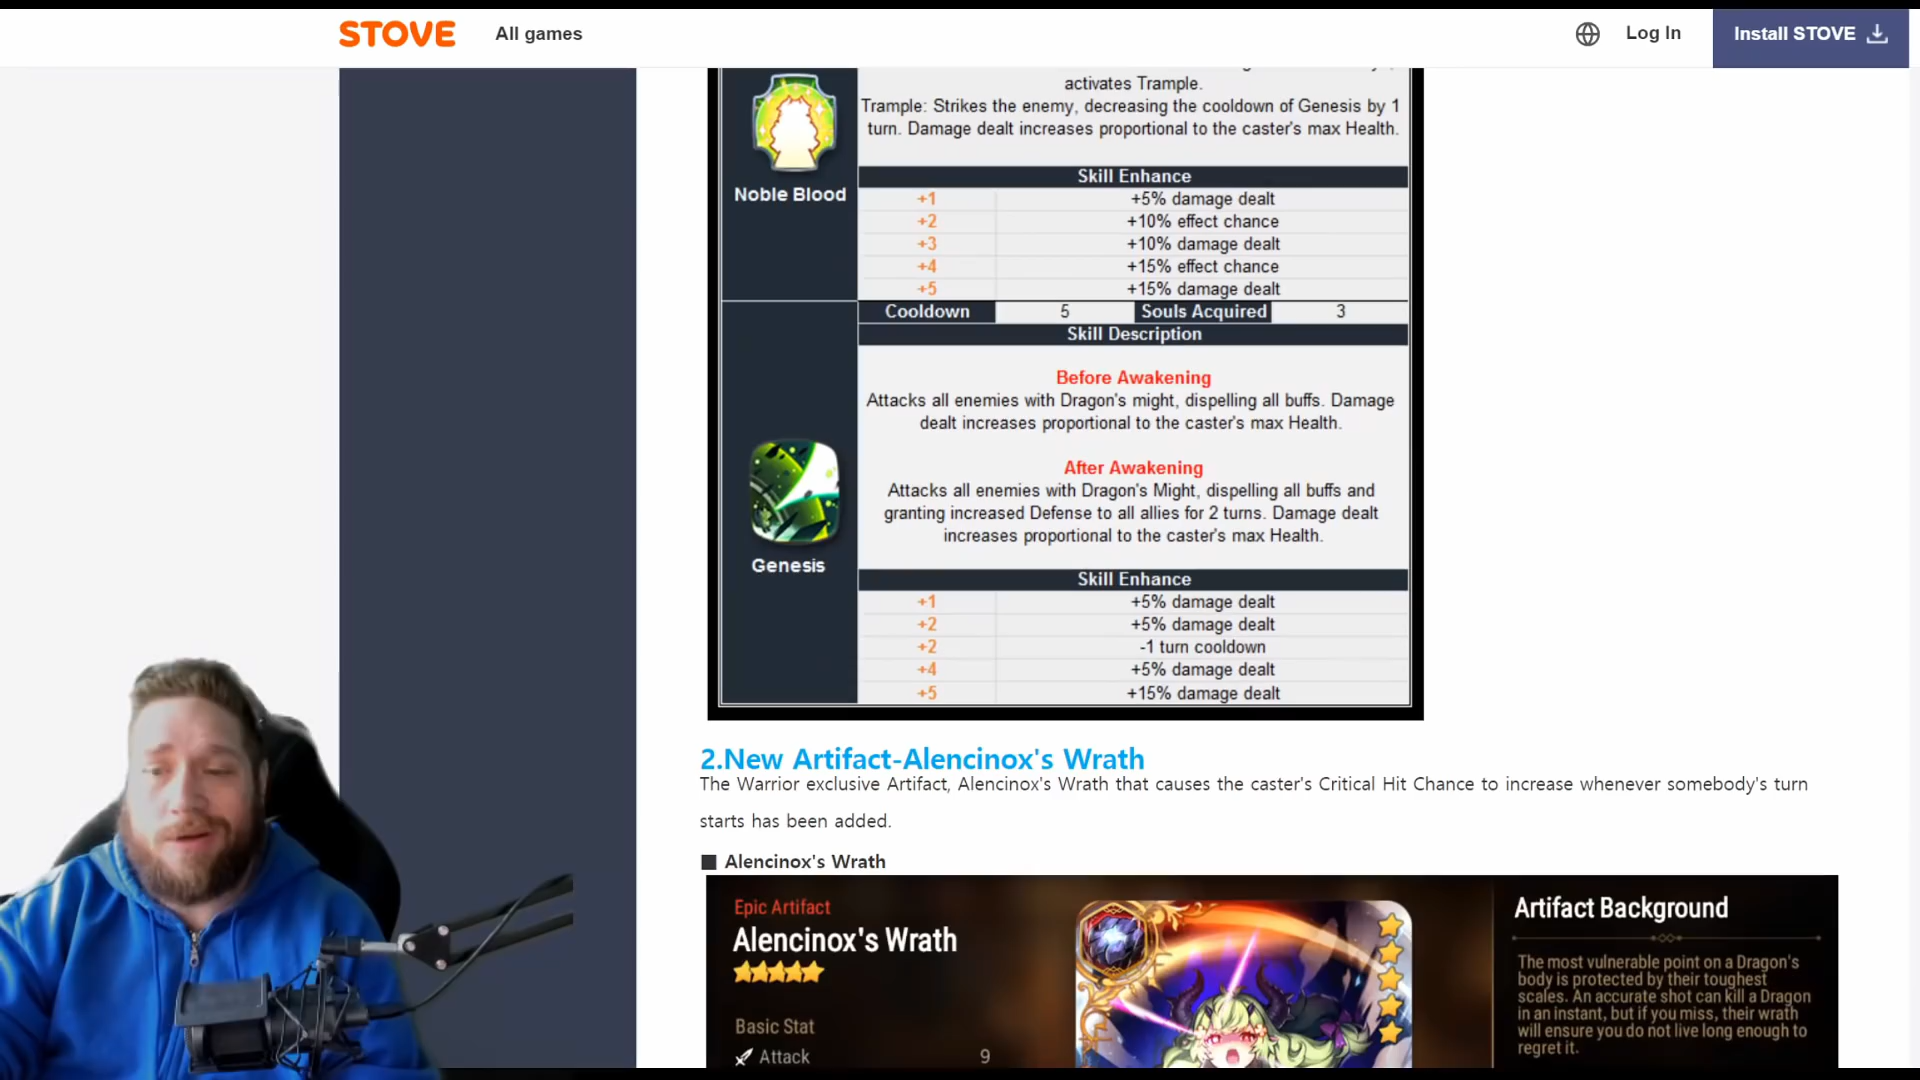 STOVE
All games
Log In
Install STOVE
activates Trample.
Trample: Strikes the enemy, decreasing the cooldown of Genesis by 1
turn. Damage dealt increases proportional to the caster's max Health.
Noble Blood
Skill Enhance
+1 +5% damage dealt
+2 +10% effect chance
+3 +10% damage dealt
+4 +15% effect chance
+5 +15% damage dealt
Cooldown 5 Souls Acquired 3
Skill Description
Before Awakening
Attacks all enemies with Dragon's might, dispelling all buffs. Damage
dealt increases proportional to the caster's max Health.
After Awakening
Attacks all enemies with Dragon's Might, dispelling all buffs and
granting increased Defense to all allies for 2 turns. Damage dealt
increases proportional to the caster's max Health.
Genesis
Skill Enhance
+1 +5% damage dealt
+2 +5% damage dealt
+2 -1 turn cooldown
+4 +5% damage dealt
+5 +15% damage dealt
2.New Artifact-Alencinox's Wrath
The Warrior exclusive Artifact, Alencinox's Wrath that causes the caster's Critical Hit Chance to increase whenever somebody's turn
starts has been added.
■ Alencinox's Wrath
Epic Artifact
Alencinox's Wrath
Basic Stat
Attack 9
Artifact Background
The most vulnerable point on a Dragon's
body is protected by their toughest
scales. An accurate shot can kill a Dragon
in an instant, but if you miss, their wrath
will ensure you do not live long enough to
regret it.